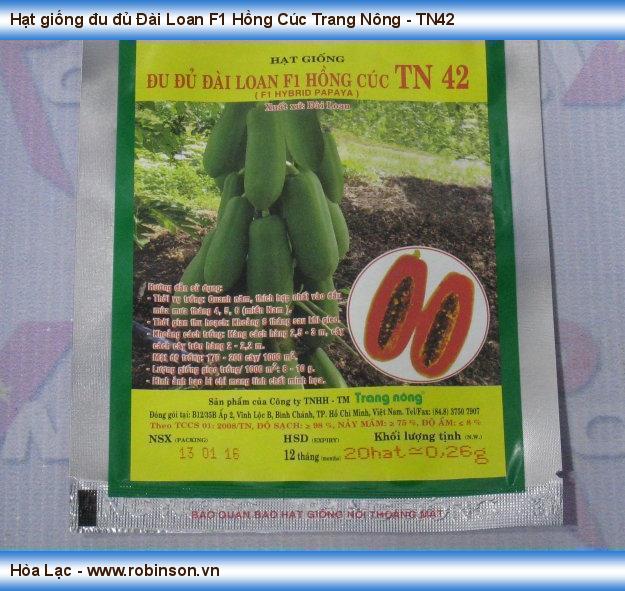 Hạt giống đu đủ Đài Loan F1 Hồng Cúc Trang Nông - TN42
HẠT GIỐNG
ĐU ĐỦ ĐÀI LOAN F1 HỒNG CÚC TN 42
( F1 HYBRID PAPAYA )
Xuất xứ: Đài Loan
Hướng dẫn sử dụng:
- Thời vụ trồng: Quanh năm, thích hợp nhất vào đầu
mùa mưa tháng 4, 5, 6 (miền Nam ).
- Thời gian thu hoạch: Khoảng 8 tháng sau khi gieo.
- Khoảng cách trồng: Hàng cách hàng 2,5 - 3 m, cây
cách cây trên hàng 2 - 2,2 m.
- Mật độ trồng: 170 - 200 cây/ 1000 m².
- Lượng giống gieo trồng/ 1000 m²: 8 - 10 g.
- Hình ảnh bao bì chỉ mang tính chất minh họa.
Sản phẩm của Công ty TNHH - TM Trang nông
Đóng gói tại: B12/35B Ấp 2, Vĩnh Lộc B, Bình Chánh, TP. Hồ Chí Minh, Việt Nam. Tel/Fax: (84.8) 3750 7907
Theo TCCS 01: 2008/TN, ĐỘ SẠCH: ≥ 98 %, NẢY MẦM: ≥ 75 %, ĐỘ ẨM: ≤ 8 %
NSX (PACKING) HSD (EXPIRY) Khối lượng tịnh (N.W.)
13 01 16 12 tháng (months) 20hat≃0,26g
BẢO QUẢN BAO HẠT GIỐNG NƠI THOÁNG MÁT
Hòa Lạc - www.robinson.vn